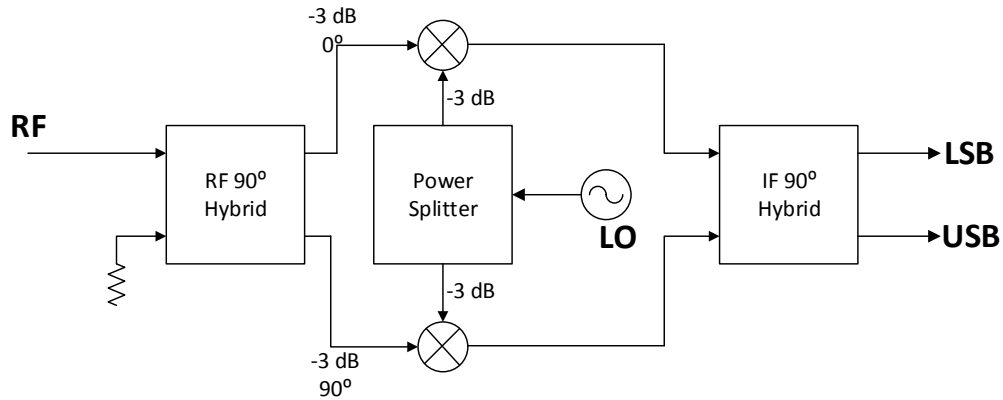 -3 dB
0º
-3 dB
RF
LSB
RF 90º
Hybrid
Power
Splitter
IF 90º
Hybrid
LO
USB
-3 dB
-3 dB
90º